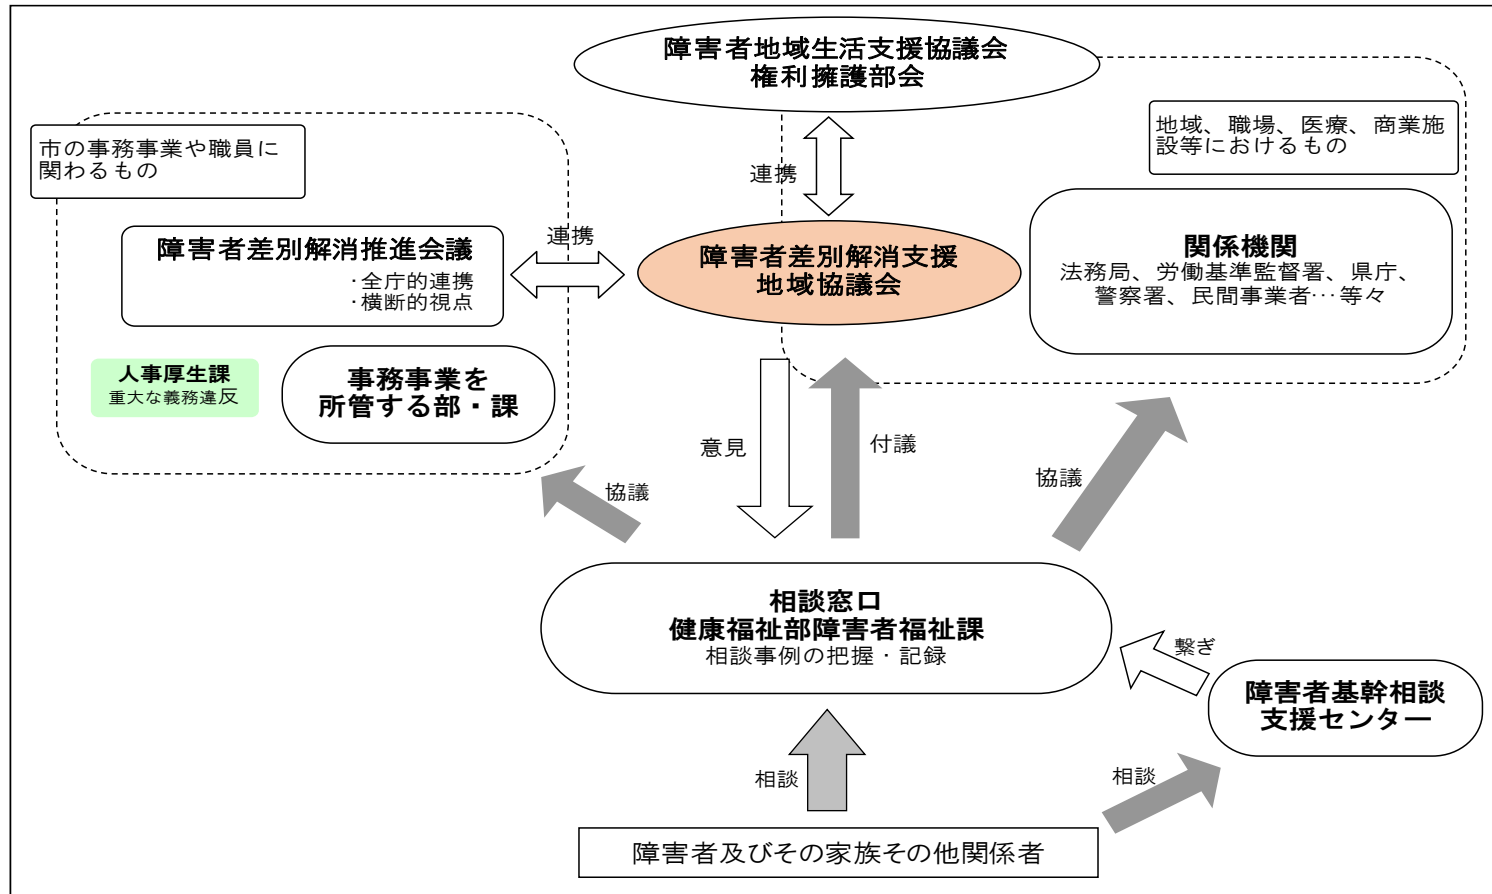 障害者地域生活支援協議会
権利擁護部会
市の事務事業や職員に
関わるもの
地域、職場、医療、商業施
設等におけるもの
連携
障害者差別解消推進会議
・全庁的連携
・横断的視点
連携
障害者差別解消支援
地域協議会
関係機関
法務局、労働基準監督署、県庁、
警察署、民間事業者…等々
人事厚生課
重大な義務違反
事務事業を
所管する部・課
意見
付議
協議
協議
相談窓口
健康福祉部障害者福祉課
相談事例の把握・記録
繋ぎ
障害者基幹相談
支援センター
相談
相談
障害者及びその家族その他関係者